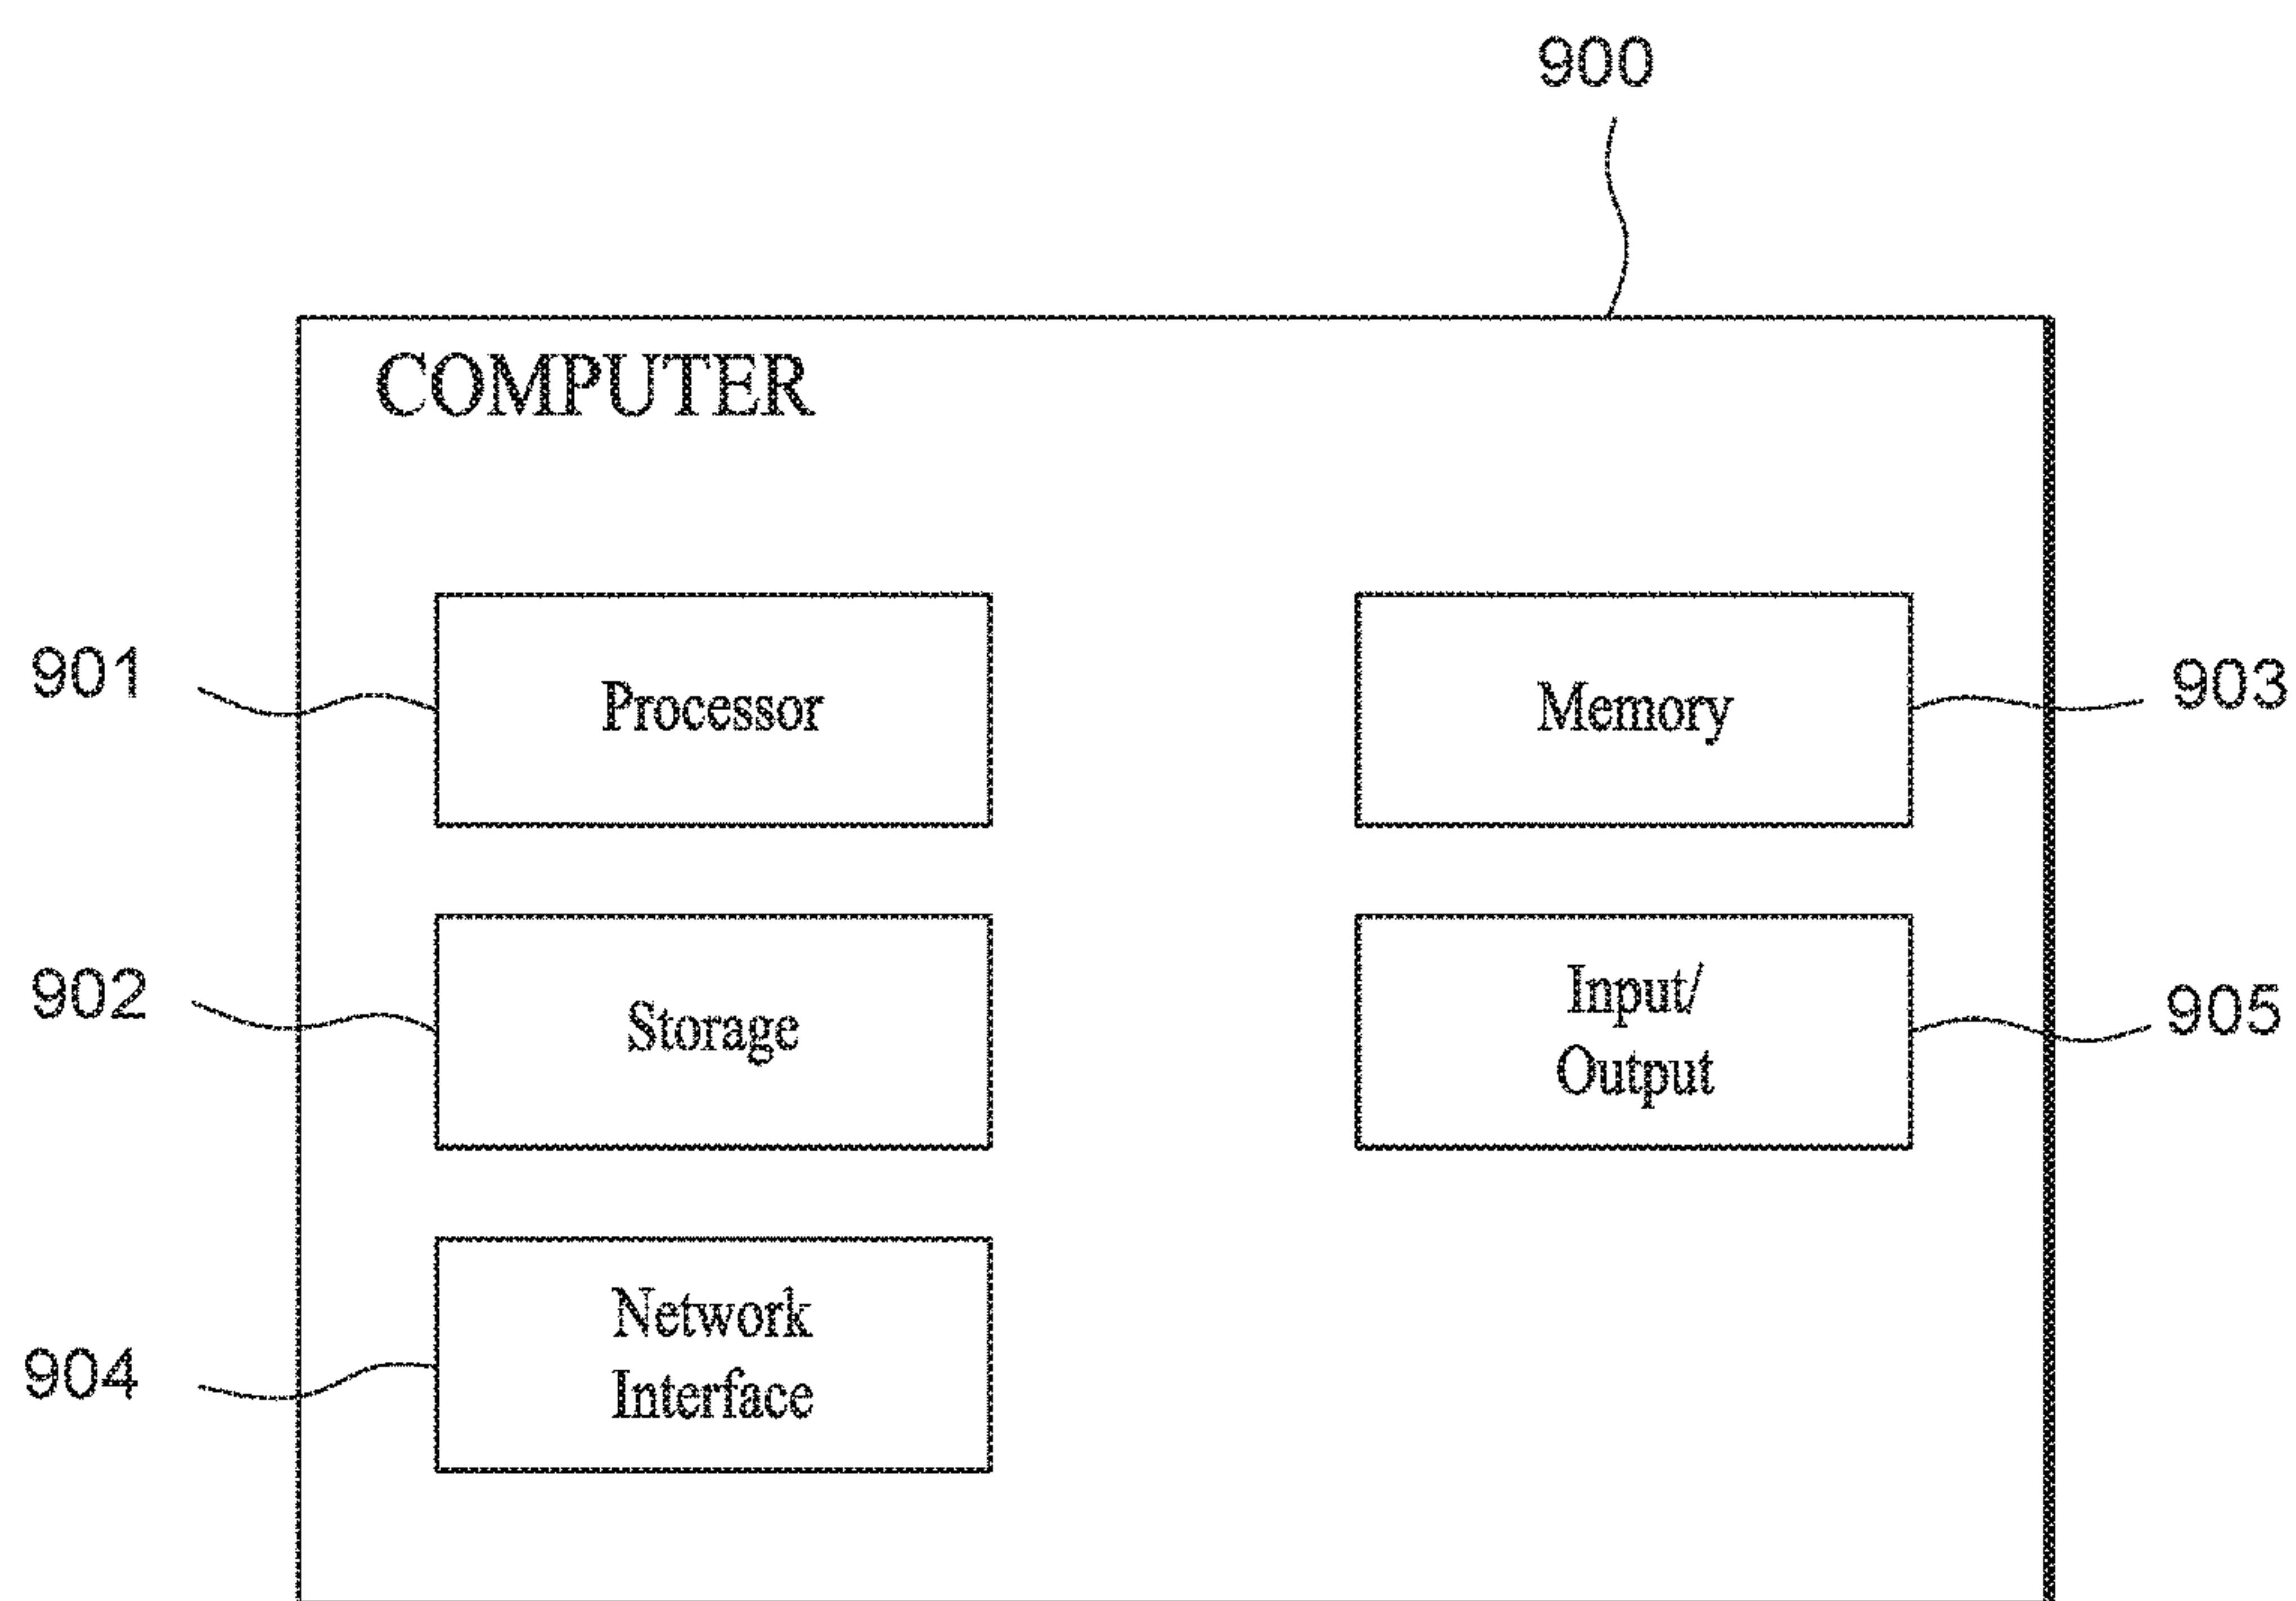 900
COMPUTER
901
Processor
Memory
903
902
Storage
Input/
Output
905
904
Network
Interface